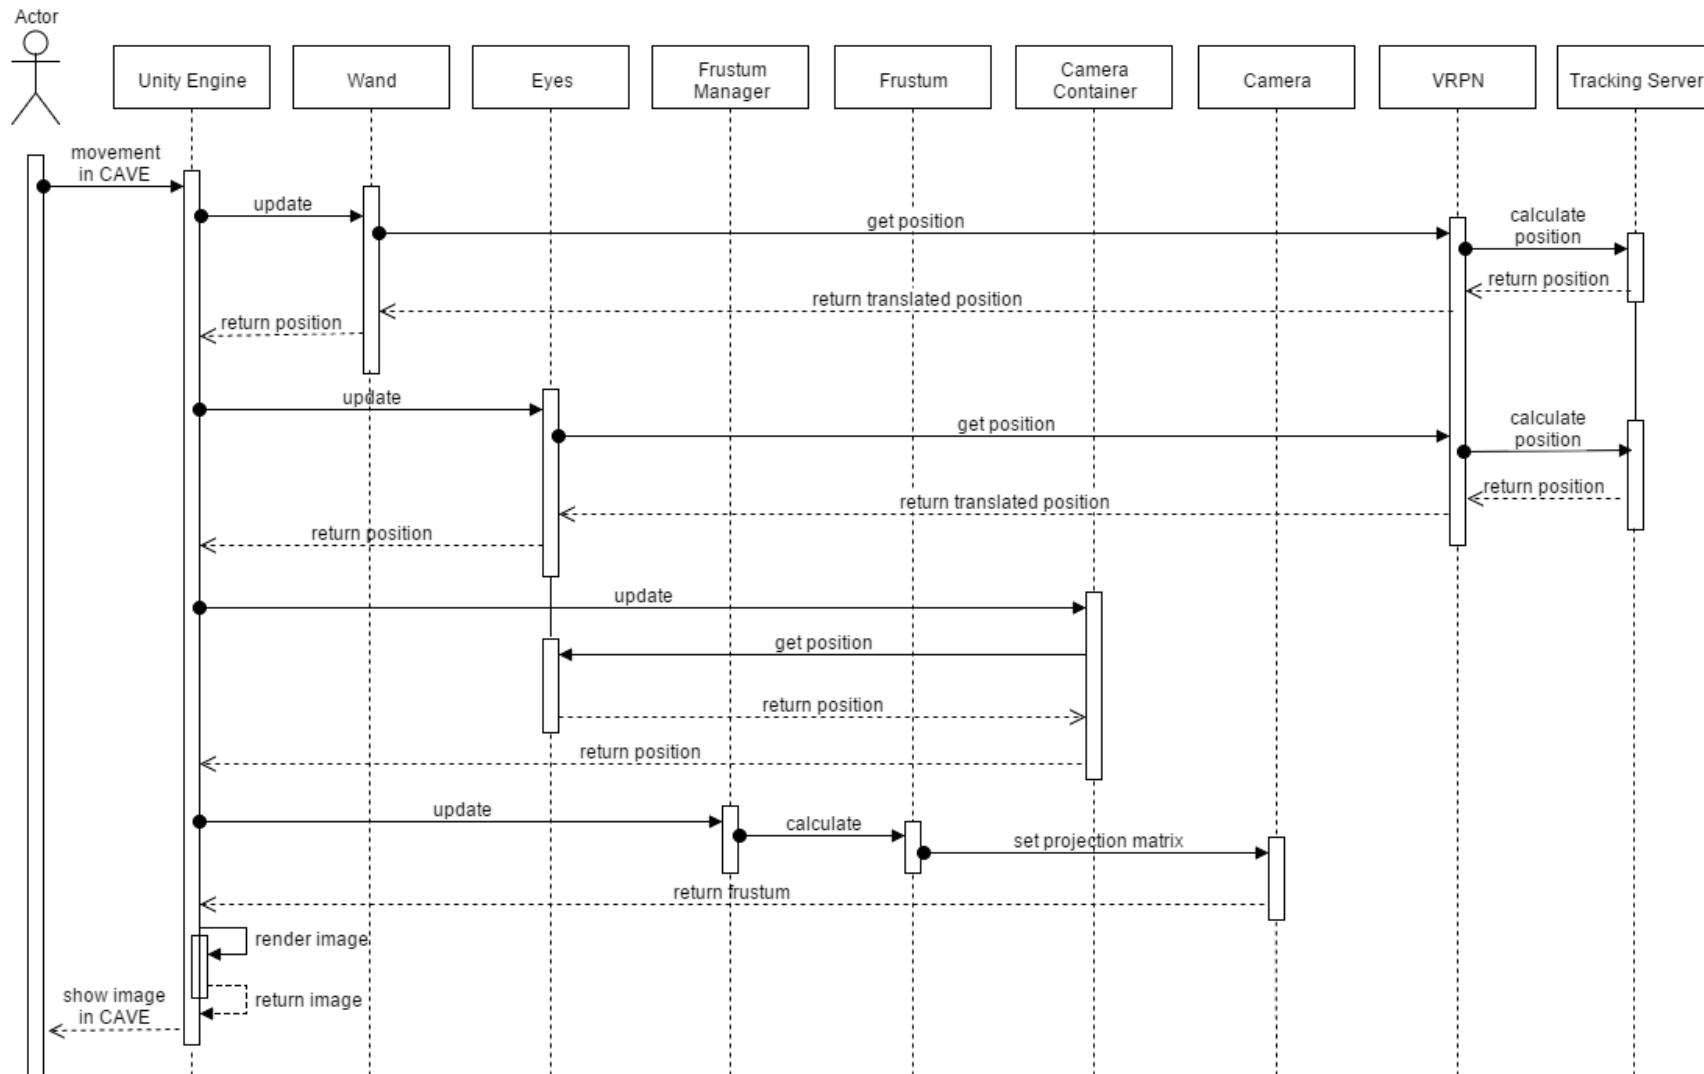 Actor
Unity Engine
Wand
Eyes
Frustum
Manager
Frustum
Camera
Container
Camera
VRPN
Tracking Server
movement
in CAVE
update
get position
calculate
position
return position
return translated position
return position
update
get position
calculate
position
return position
return translated position
return position
update
get position
return position
return position
update
calculate
set projection matrix
return frustum
render image
return image
show image
in CAVE